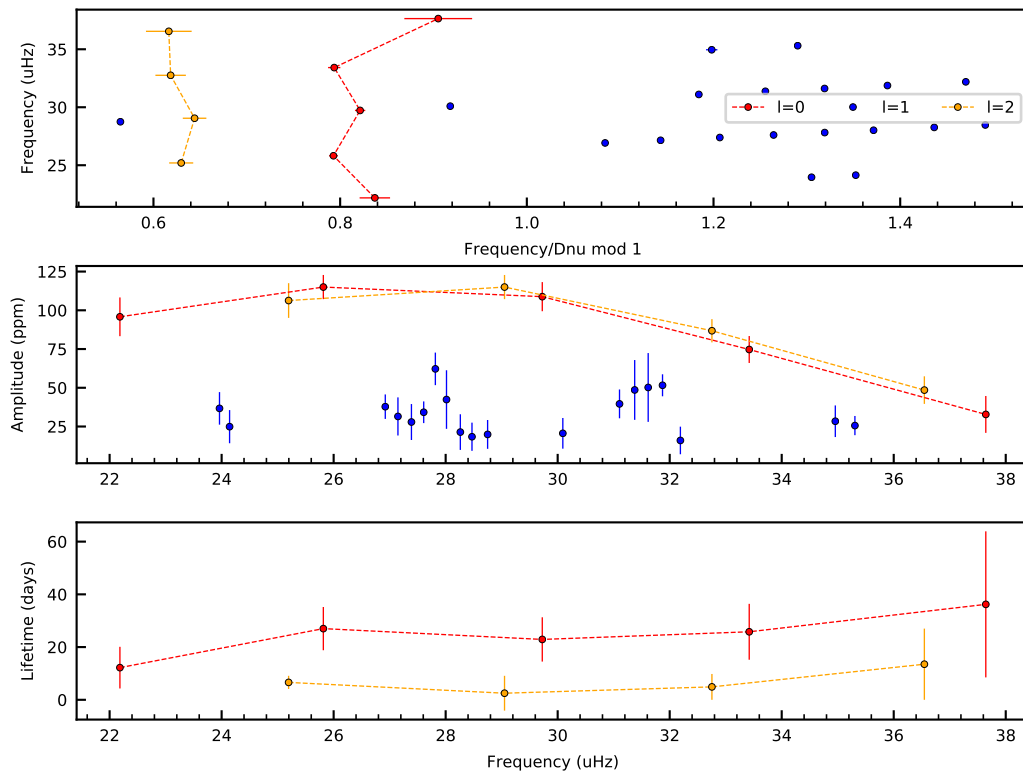 35
30
25
Frequency (uHz)
l=0 l=1 l=2
0.6 0.8 1.0 1.2 1.4
Frequency/Dnu mod 1
125
100
75
50
25
Amplitude (ppm)
22 24 26 28 30 32 34 36 38
60
40
20
0
Lifetime (days)
22 24 26 28 30 32 34 36 38
Frequency (uHz)